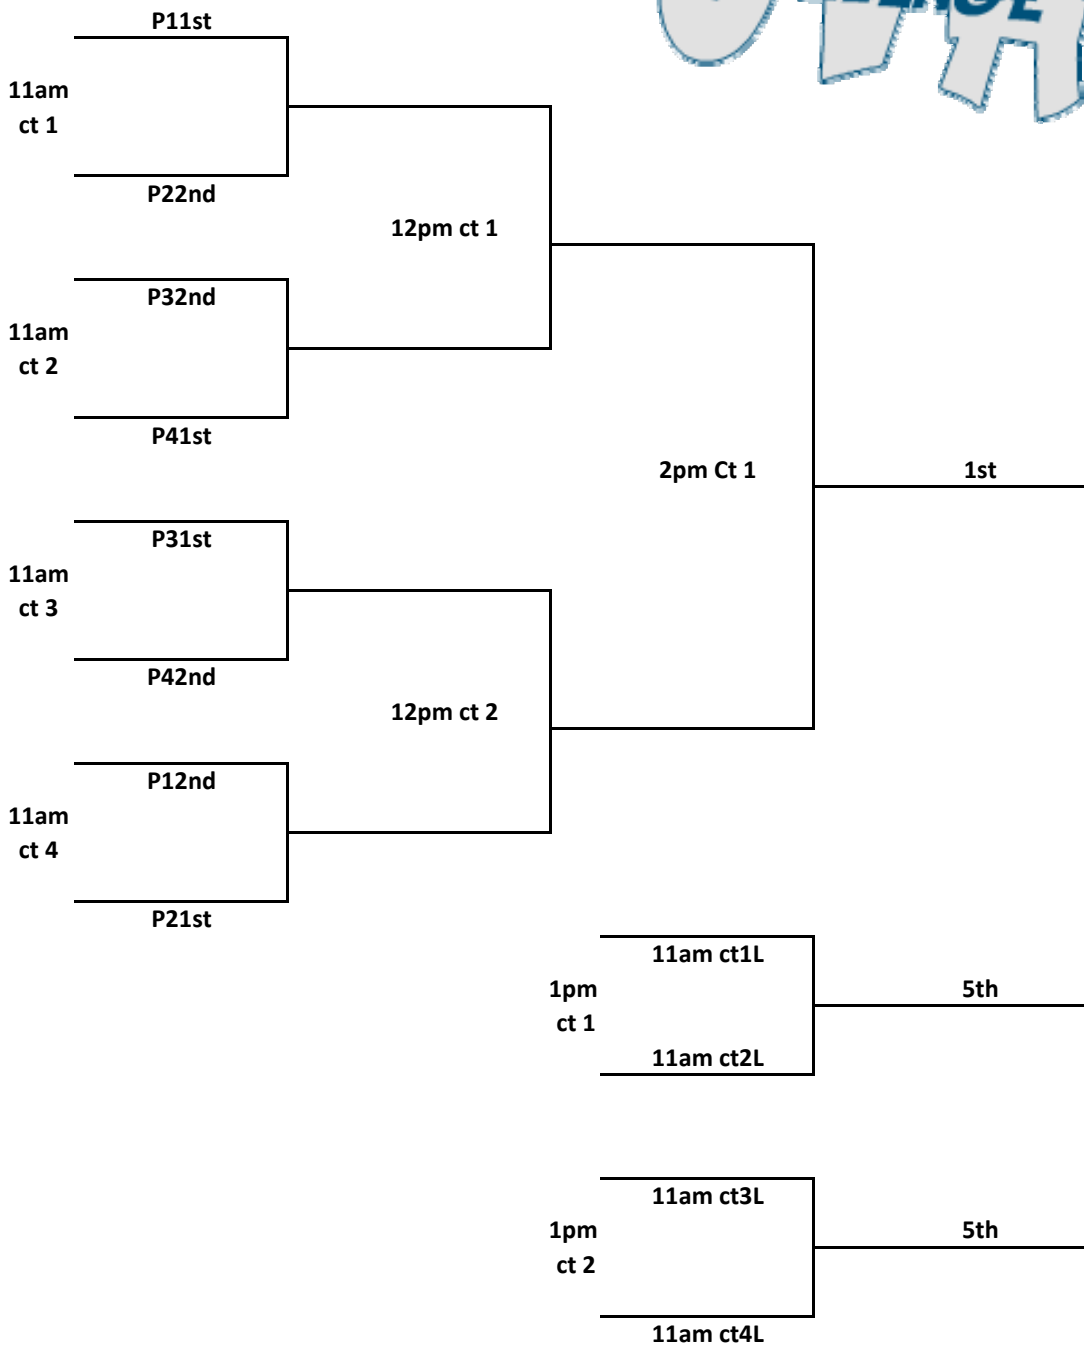 P11st
11am
ct 1
P22nd
12pm ct 1
P32nd
11am
ct 2
P41st
2pm Ct 1
1st
P31st
11am
ct 3
P42nd
12pm ct 2
P12nd
11am
ct 4
P21st
11am ct1L
1pm
ct 1
5th
11am ct2L
11am ct3L
1pm
ct 2
5th
11am ct4L